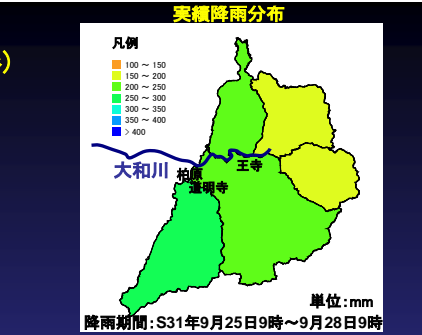 実績降雨分布
凡例
100 ～ 150
150 ～ 200
200 ～ 250
250 ～ 300
300 ～ 350
350 ～ 400
> 400
大和川
柏原
道明寺
王寺
単位：mm
降雨期間：S31年9月25日9時～9月28日9時